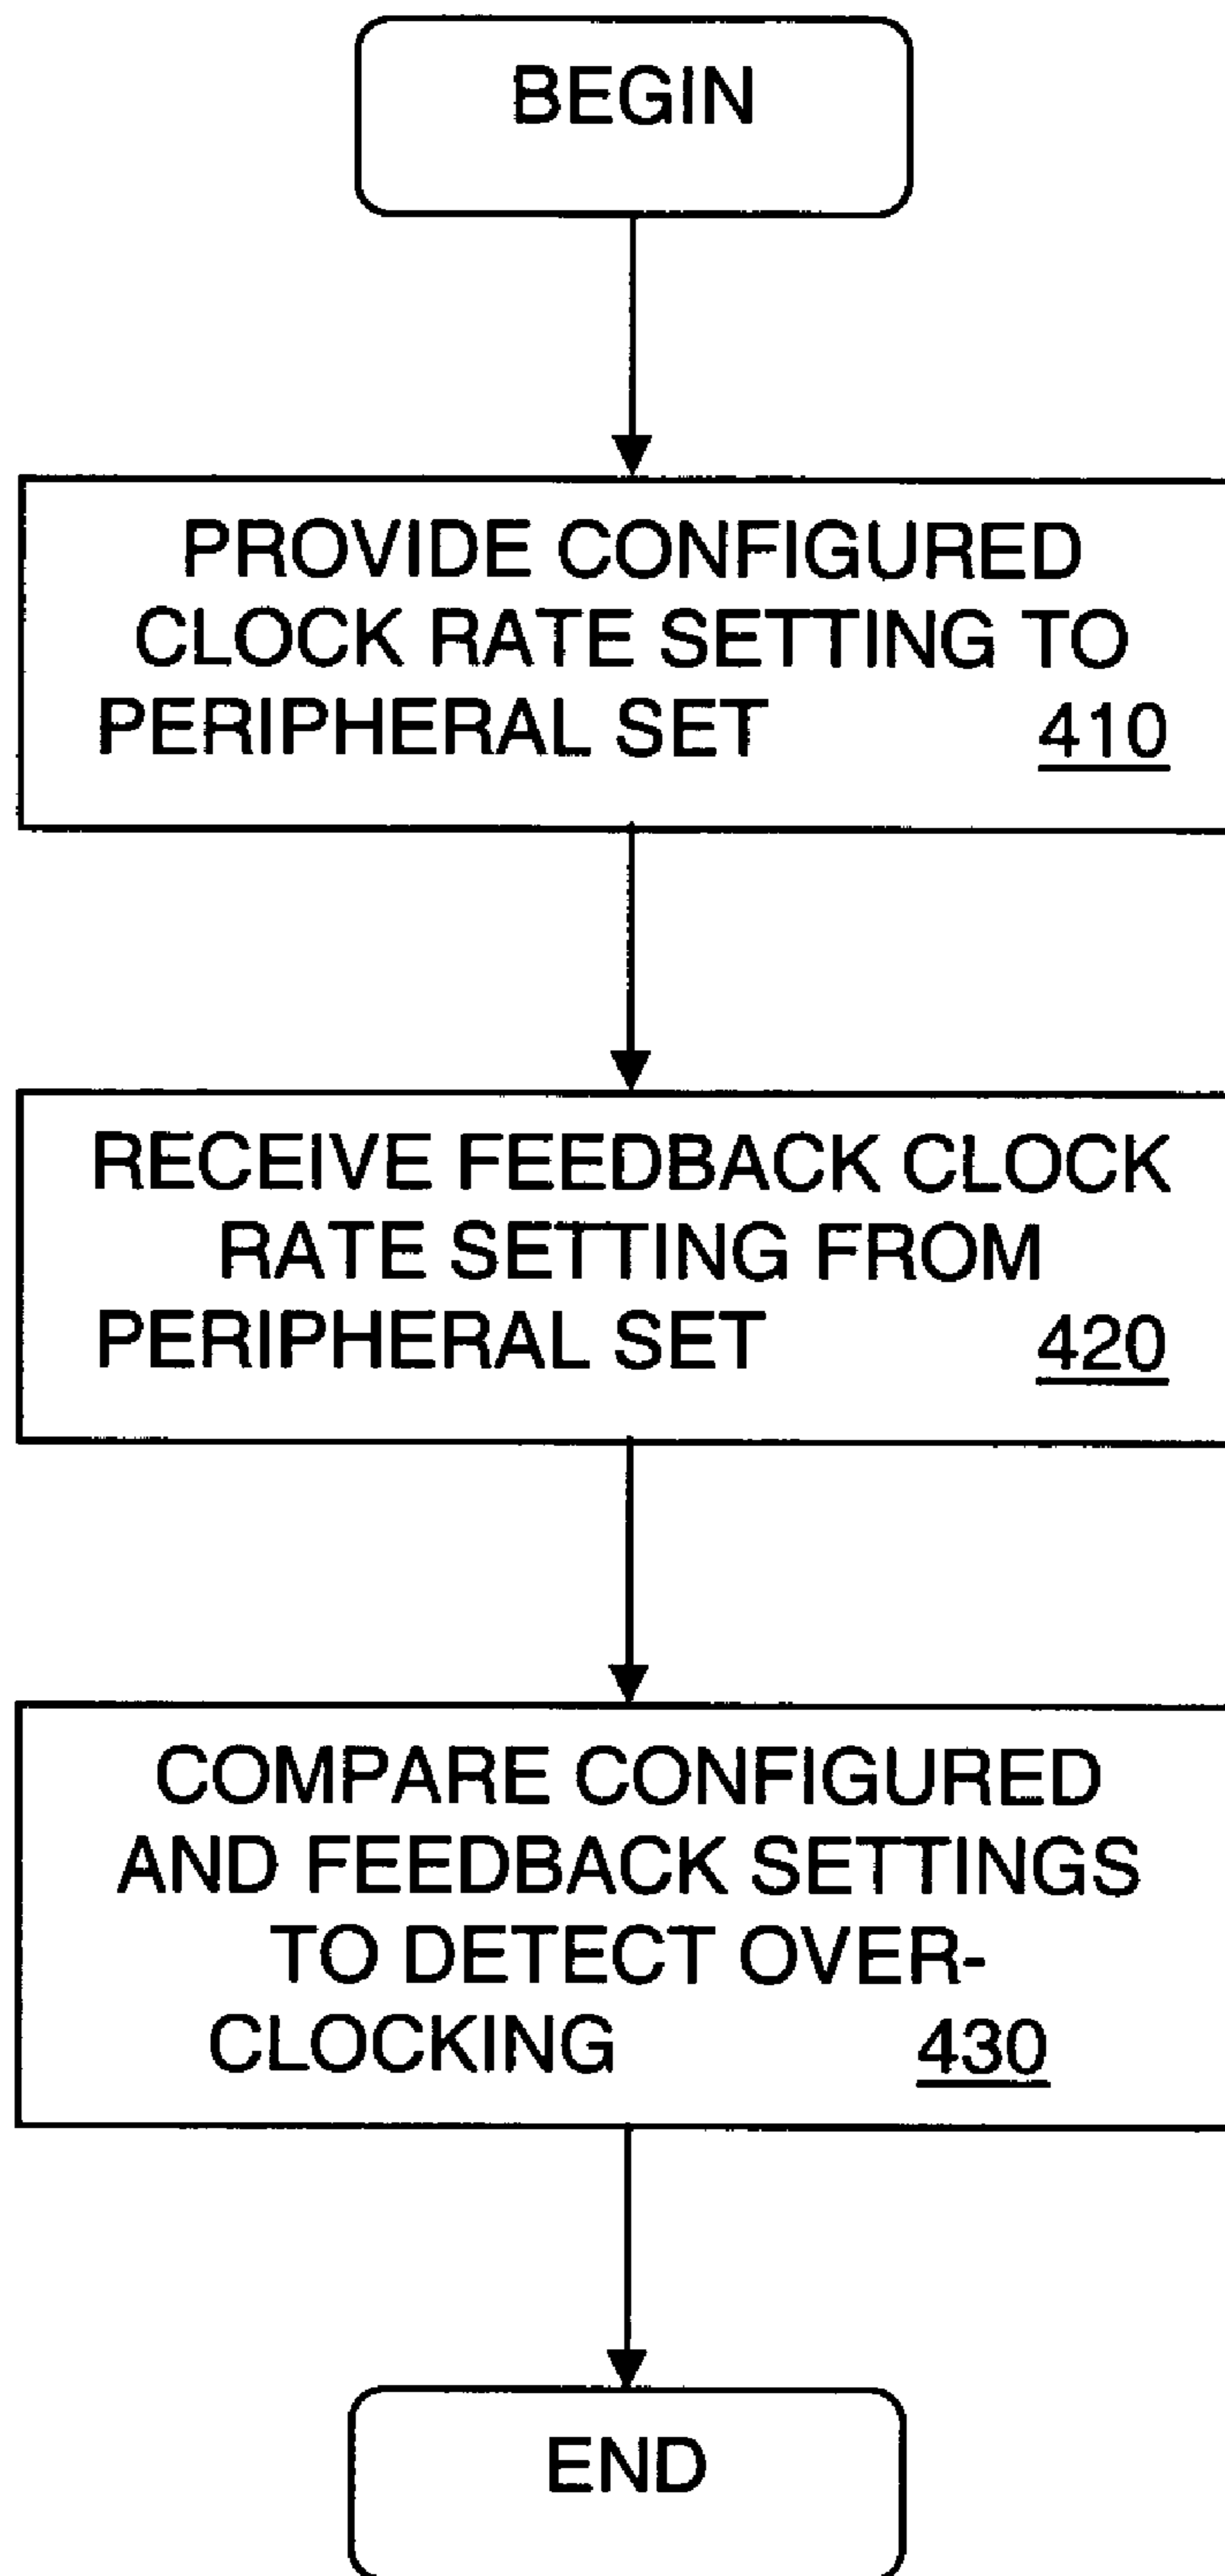 BEGIN
PROVIDE CONFIGURED
CLOCK RATE SETTING TO
PERIPHERAL SET 410
RECEIVE FEEDBACK CLOCK
RATE SETTING FROM
PERIPHERAL SET 420
COMPARE CONFIGURED
AND FEEDBACK SETTINGS
TO DETECT OVER-
CLOCKING 430
END